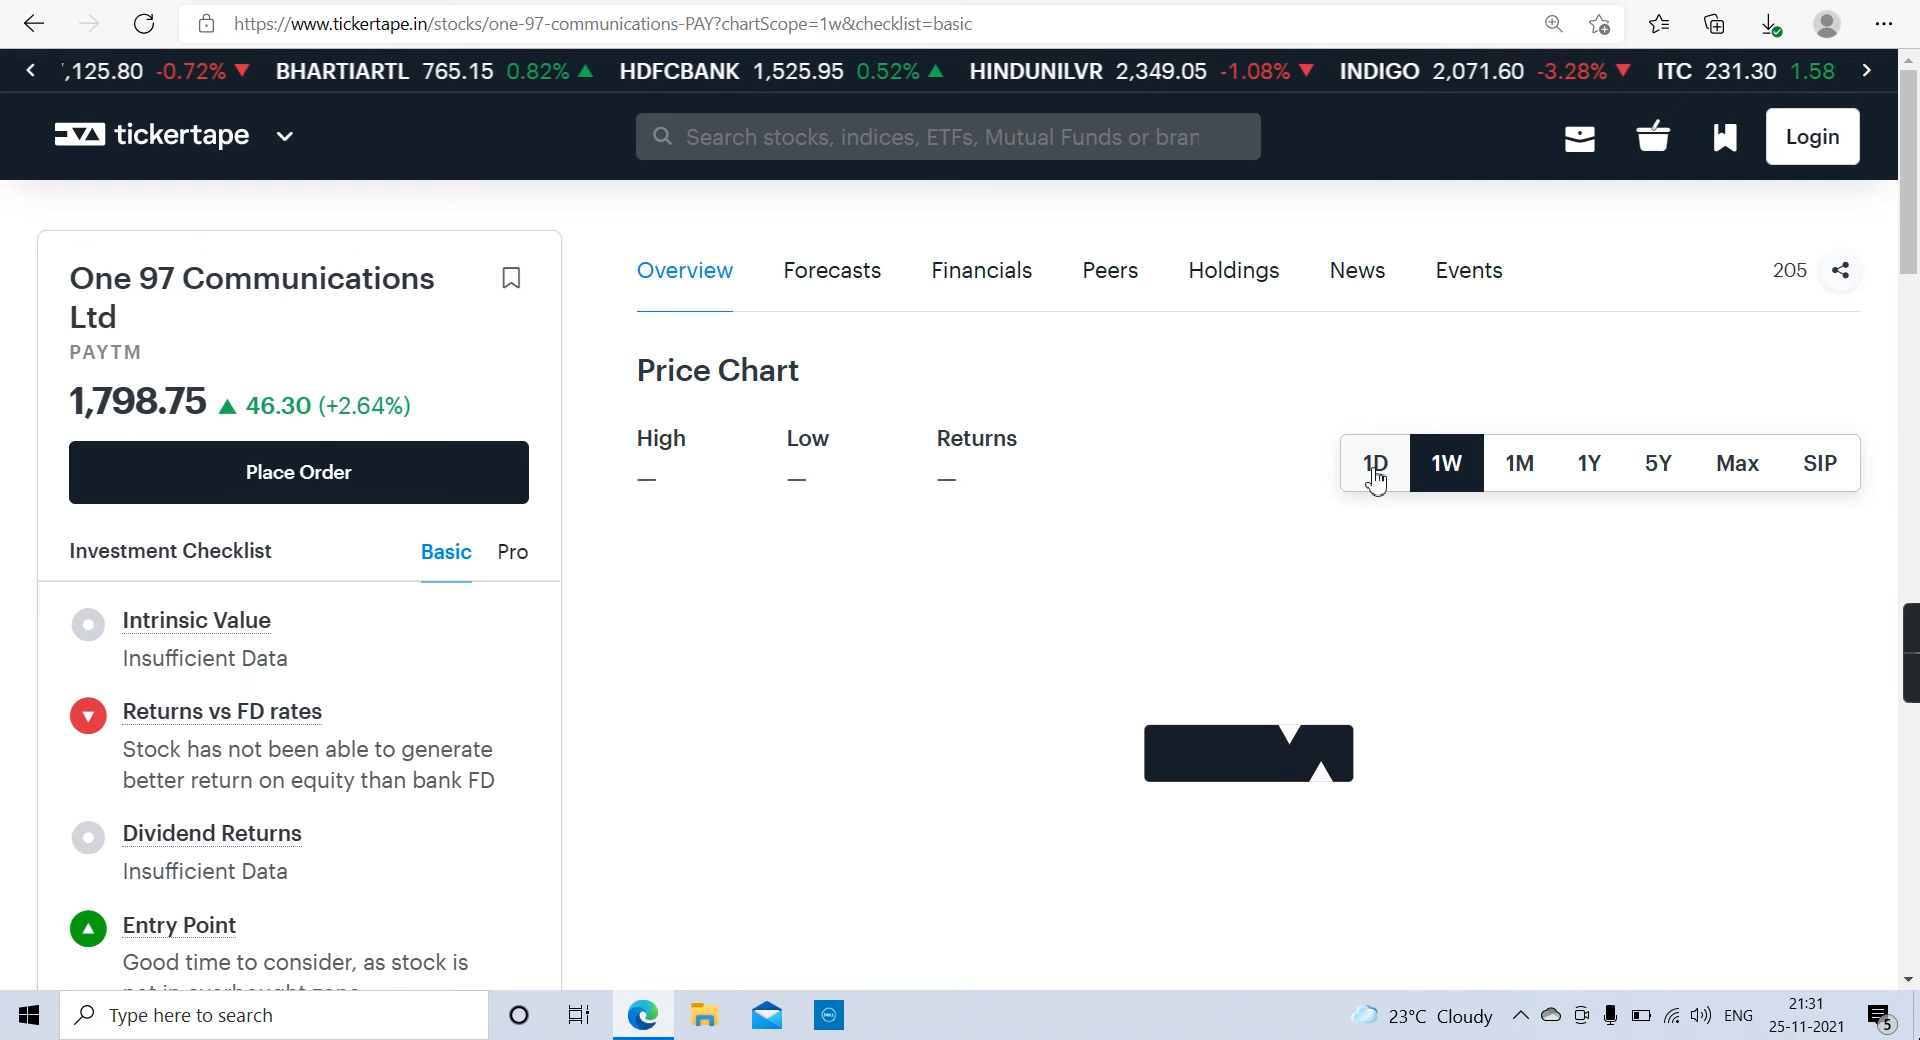 https://www.tickertape.in/stocks/one-97-communications-PAY?chartScope=1w&checklist=basic
,125.80 -0.72% BHARTIARTL 765.15 0.82% HDFCBANK 1,525.95 0.52% HINDUNILVR 2,349.05 -1.08% INDIGO 2,071.60 -3.28% ITC 231.30 1.58
tickertape
Search stocks, indices, ETFs, Mutual Funds or bran
Login
One 97 Communications
Ltd
PAYTM
1,798.75 46.30 (+2.64%)
Place Order
Investment Checklist Basic Pro
Intrinsic Value
Insufficient Data
Returns vs FD rates
Stock has not been able to generate
better return on equity than bank FD
Dividend Returns
Insufficient Data
Entry Point
Good time to consider, as stock is
Overview Forecasts Financials Peers Holdings News Events 205
Price Chart
High Low Returns
— — —
1D 1W 1M 1Y 5Y Max SIP
Type here to search
DELL
23°C Cloudy
ENG
21:31
25-11-2021
5